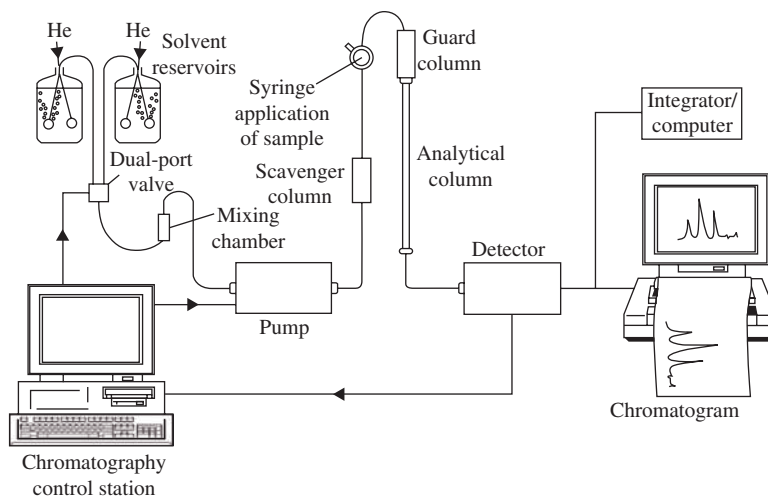 He
He
Solvent
reservoirs
Dual-port
valve
Mixing
chamber
Pump
Scavenger
column
Syringe
application
of sample
Guard
column
Analytical
column
Detector
Integrator/
computer
Chromatogram
Chromatography
control station